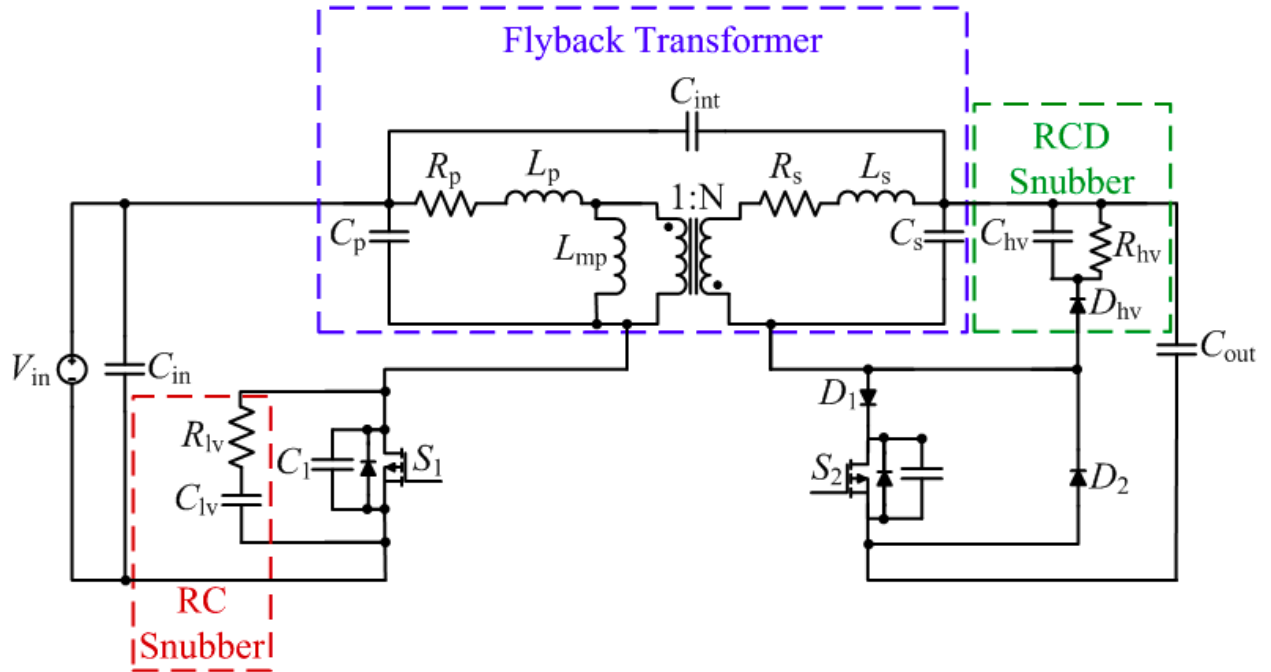 Flyback Transformer
C_int
RCD
Snubber
R_p
L_p
R_s
L_s
1:N
C_p
L_mp
C_s
C_hv
R_hv
D_hv
V_in
C_in
C_out
R_lv
C_1
S_1
C_lv
D_1
S_2
D_2
RC
Snubber